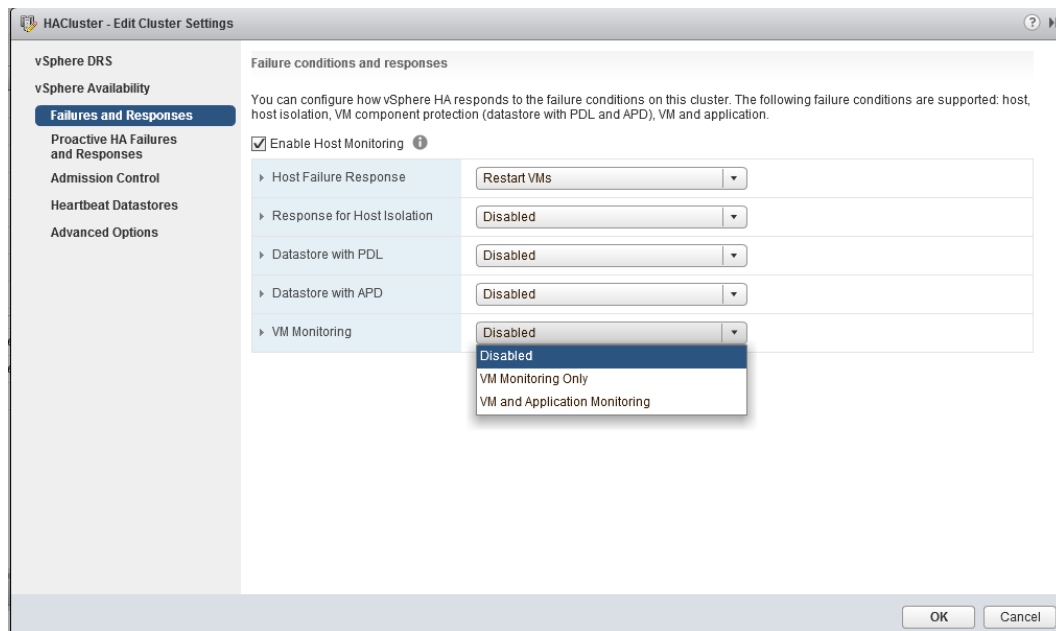 HACluster - Edit Cluster Settings
vSphere DRS
vSphere Availability
Failures and Responses
Proactive HA Failures
and Responses
Admission Control
Heartbeat Datastores
Advanced Options
Failure conditions and responses
You can configure how vSphere HA responds to the failure conditions on this cluster. The following failure conditions are supported: host,
host isolation, VM component protection (datastore with PDL and APD), VM and application.
Enable Host Monitoring
Host Failure Response Restart VMs
Response for Host Isolation Disabled
Datastore with PDL Disabled
Datastore with APD Disabled
VM Monitoring Disabled
Disabled
VM Monitoring Only
VM and Application Monitoring
OK Cancel